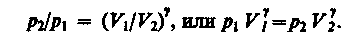 p₂/p₁ = (V₁/V₂)^?, или p₁ V₁^? = p₂ V₂^?.